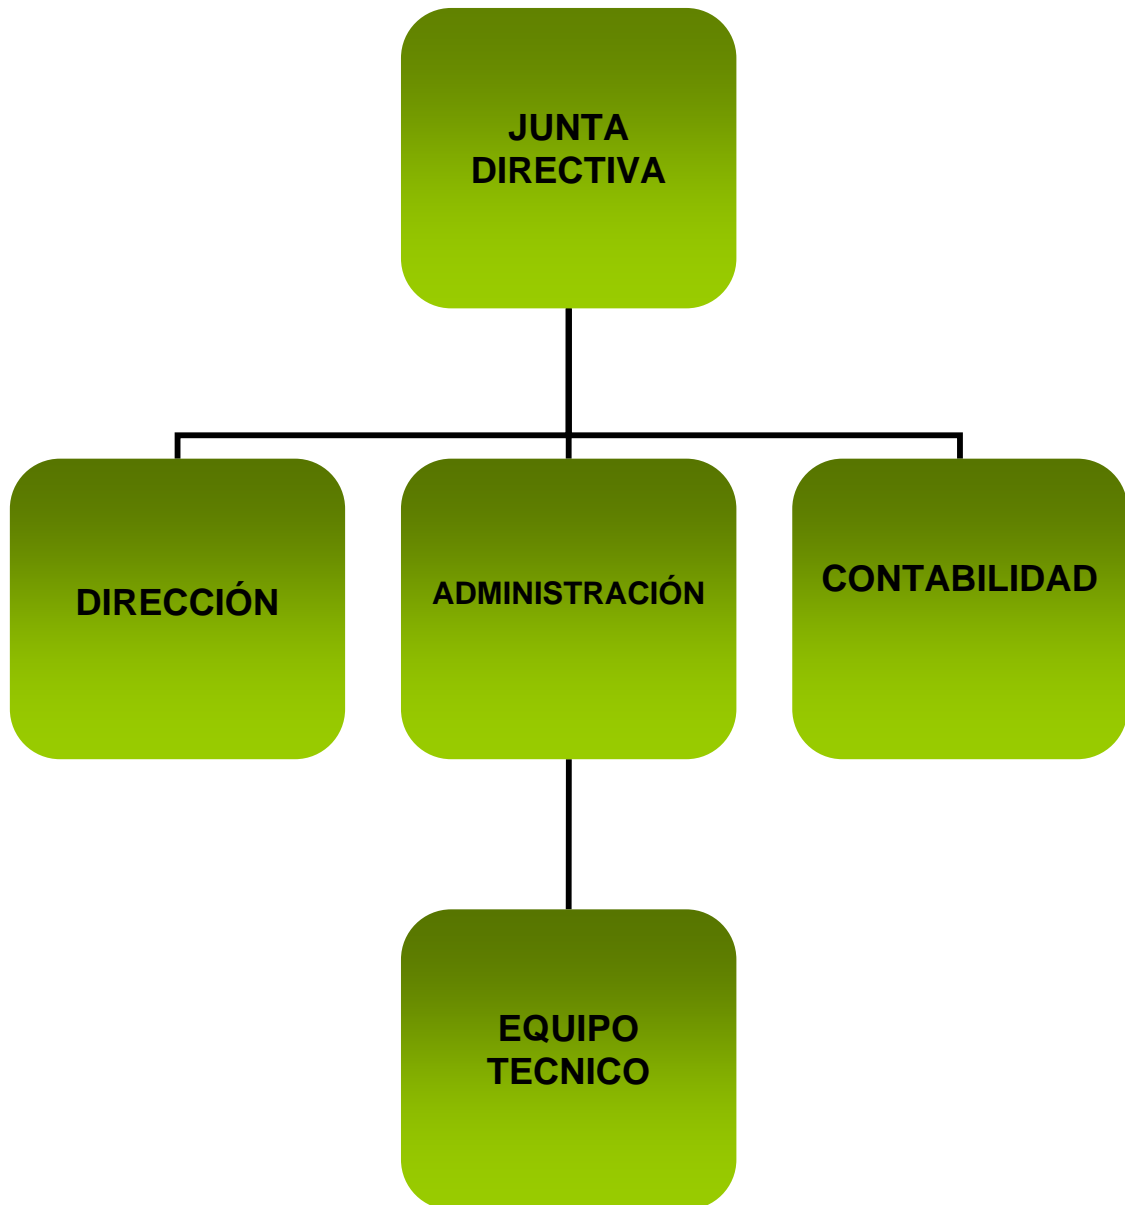 JUNTA
DIRECTIVA
DIRECCIÓN
ADMINISTRACIÓN
CONTABILIDAD
EQUIPO
TECNICO